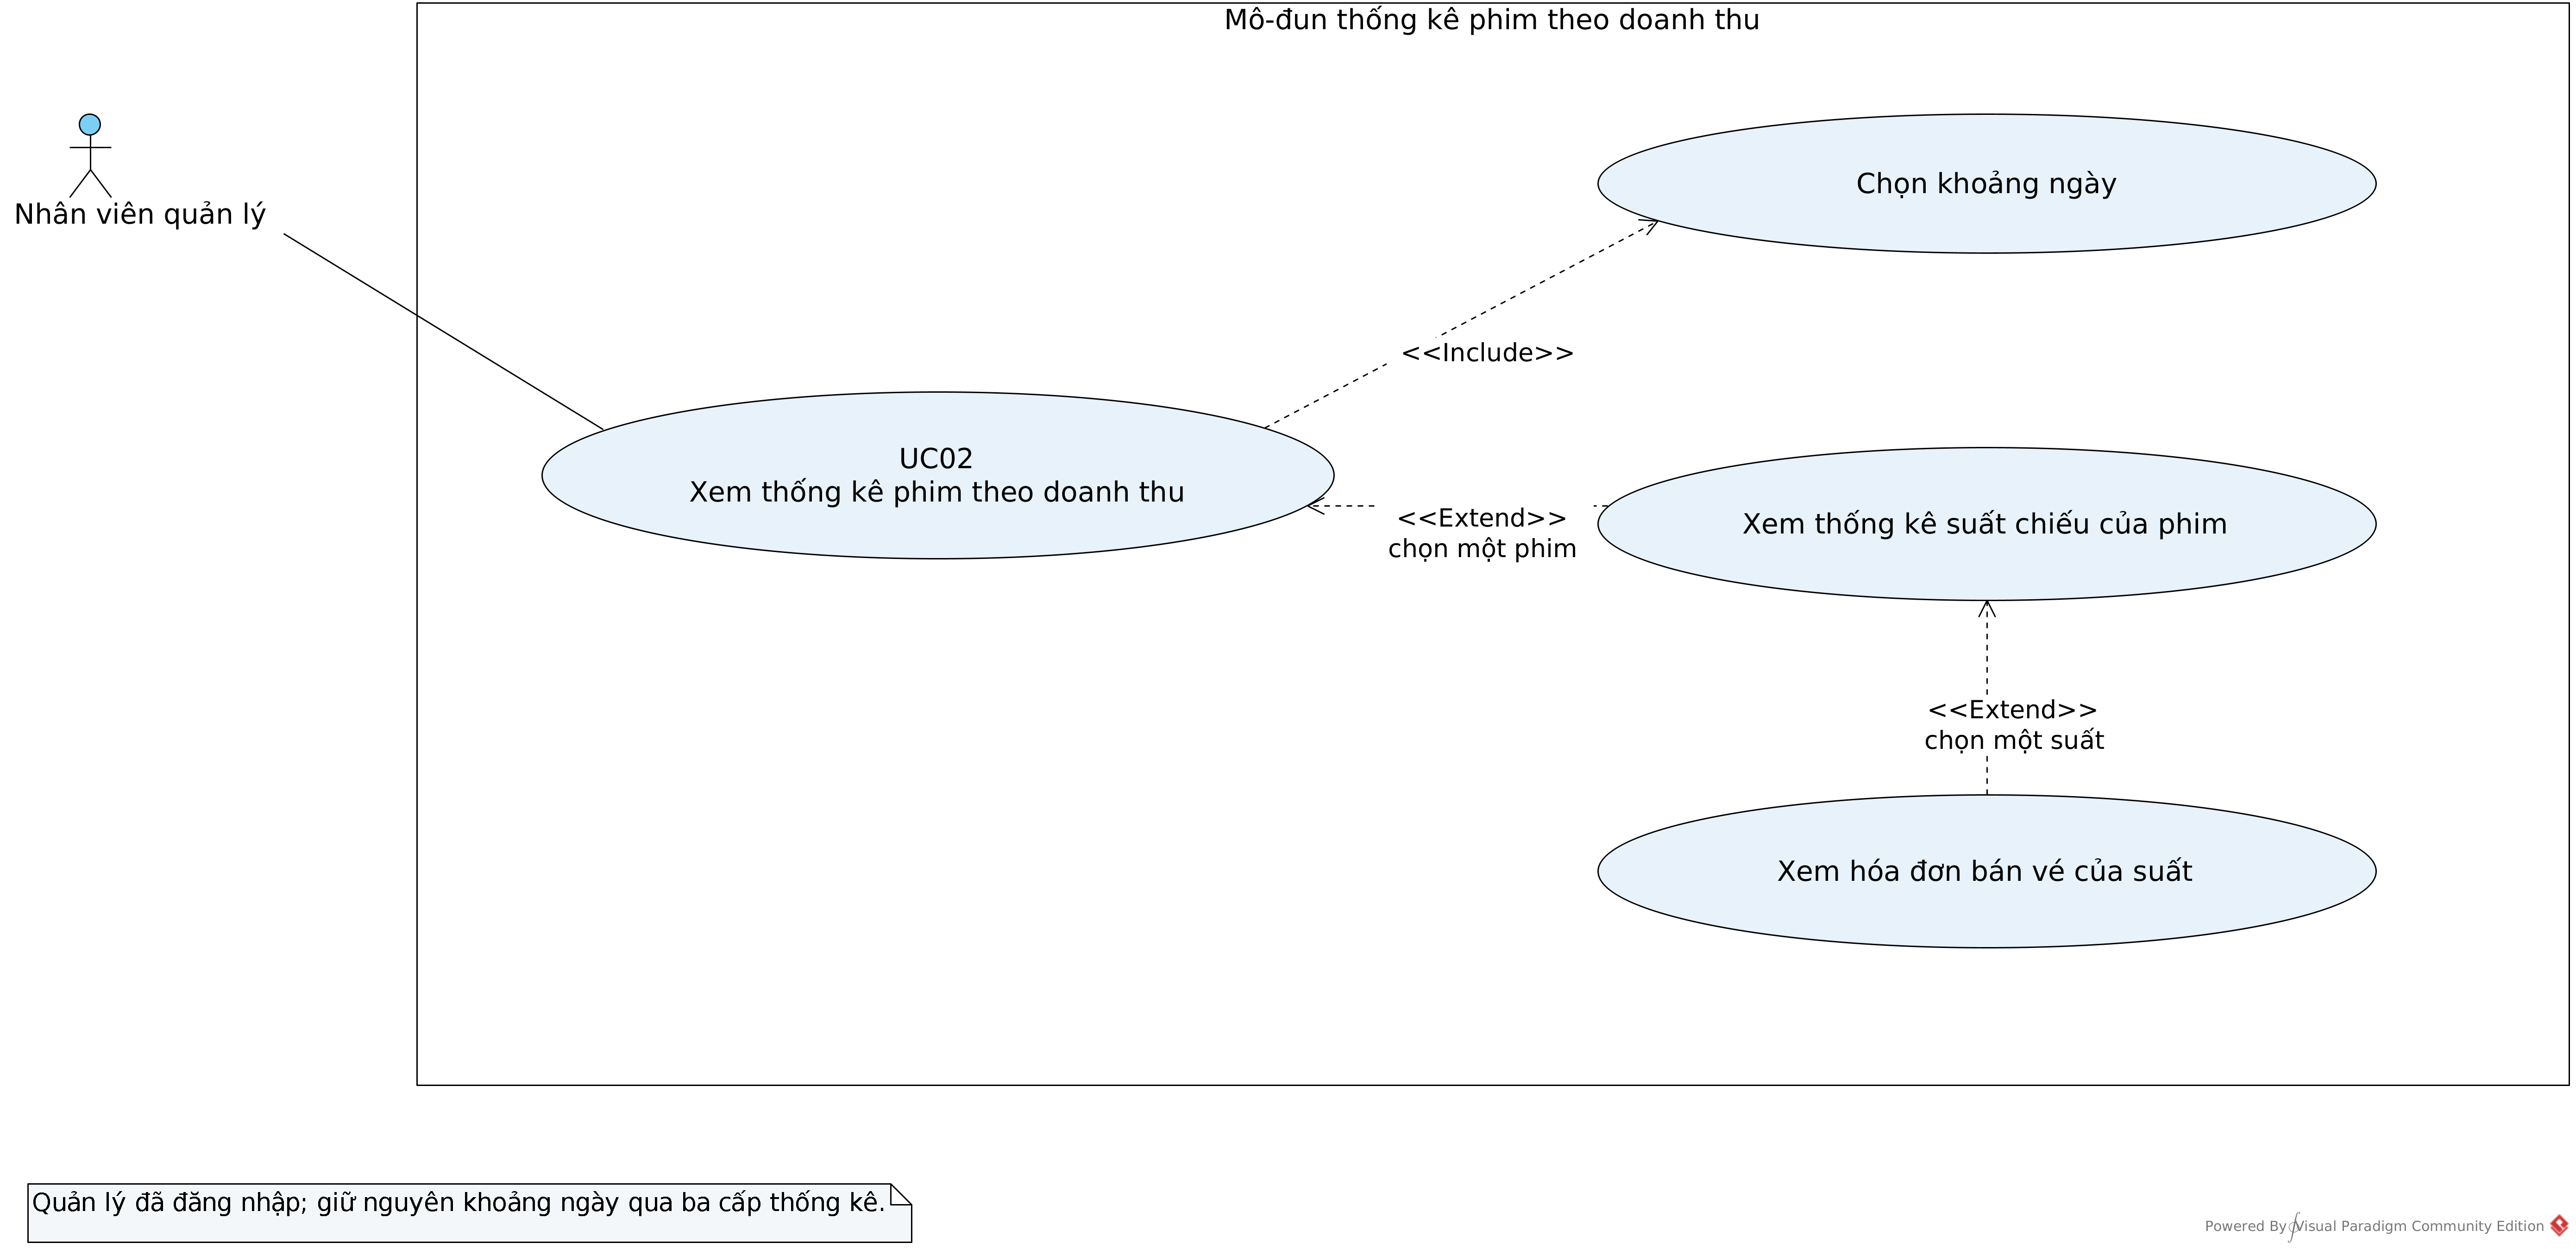 Mô-đun thống kê phim theo doanh thu
Nhân viên quản lý
Chọn khoảng ngày
<<Include>>
UC02
Xem thống kê phim theo doanh thu
<<Extend>>
chọn một phim
Xem thống kê suất chiếu của phim
<<Extend>>
chọn một suất
Xem hóa đơn bán vé của suất
Quản lý đã đăng nhập; giữ nguyên khoảng ngày qua ba cấp thống kê.
Powered By Visual Paradigm Community Edition